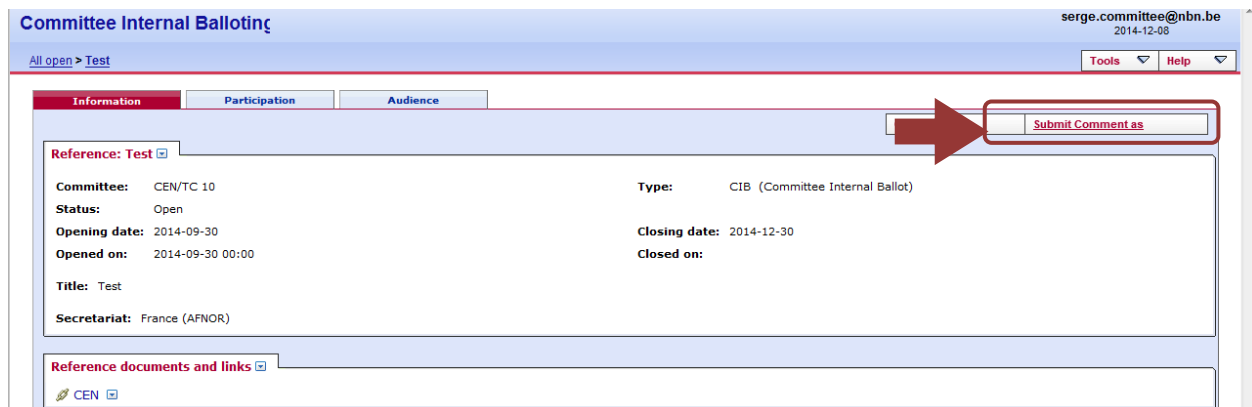 Committee Internal Balloting
serge.committee@nbn.be
2014-12-08
All open > Test
Tools Help
Information Participation Audience
Submit Comment as
Reference: Test
Committee: CEN/TC 10 Type: CIB (Committee Internal Ballot)
Status: Open
Opening date: 2014-09-30 Closing date: 2014-12-30
Opened on: 2014-09-30 00:00 Closed on:
Title: Test
Secretariat: France (AFNOR)
Reference documents and links
CEN